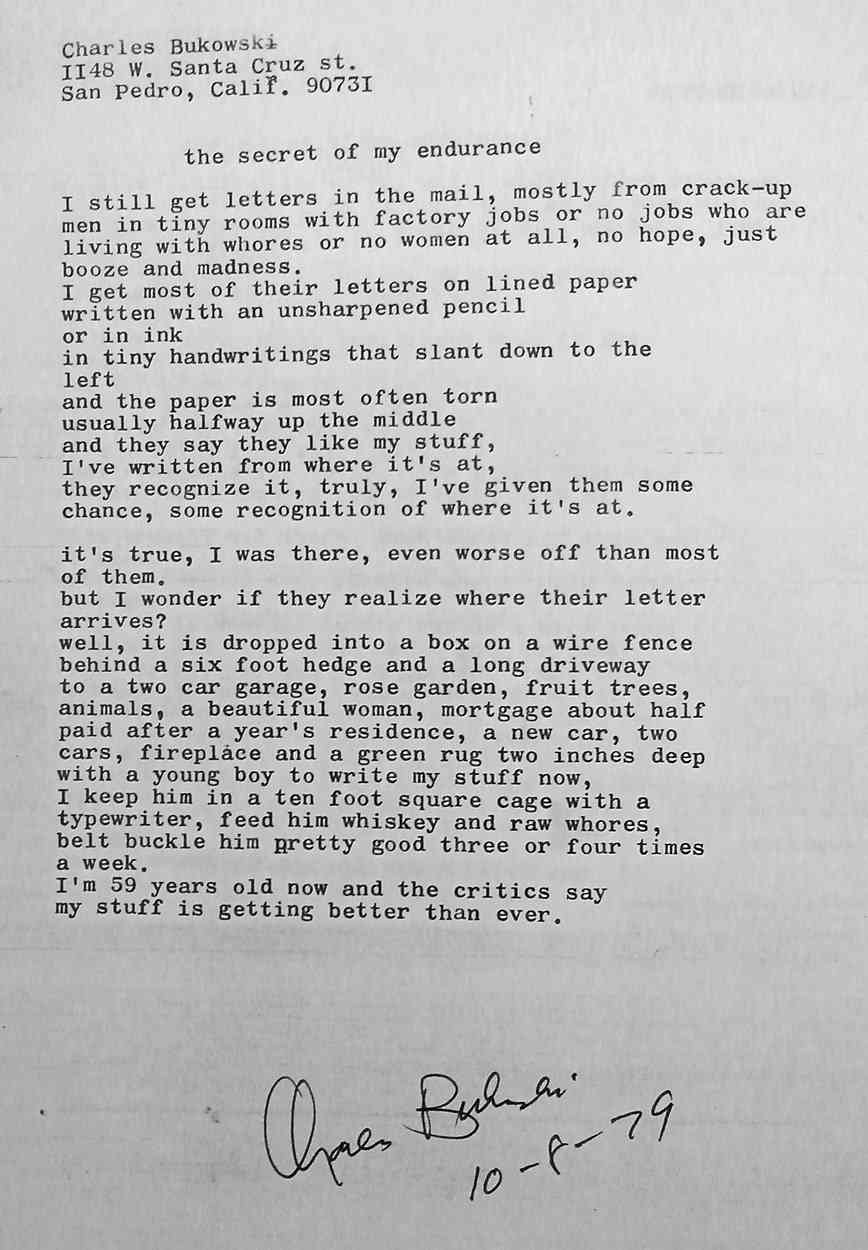 Charles Bukowski
II48 W. Santa Cruz st.
San Pedro, Calif. 9073I
the secret of my endurance
I still get letters in the mail, mostly from crack-up
men in tiny rooms with factory jobs or no jobs who are
living with whores or no women at all, no hope, just
booze and madness.
I get most of their letters on lined paper
written with an unsharpened pencil
or in ink
in tiny handwritings that slant down to the
left
and the paper is most often torn
usually halfway up the middle
and they say they like my stuff,
I've written from where it's at,
they recognize it, truly, I've given them some
chance, some recognition of where it's at.
it's true, I was there, even worse off than most
of them.
but I wonder if they realize where their letter
arrives?
well, it is dropped into a box on a wire fence
behind a six foot hedge and a long driveway
to a two car garage, rose garden, fruit trees,
animals, a beautiful woman, mortgage about half
paid after a year's residence, a new car, two
cars, fireplace and a green rug two inches deep
with a young boy to write my stuff now,
I keep him in a ten foot square cage with a
typewriter, feed him whiskey and raw whores,
belt buckle him pretty good three or four times
a week.
I'm 59 years old now and the critics say
my stuff is getting better than ever.
Charles Bukowski
10-8-79